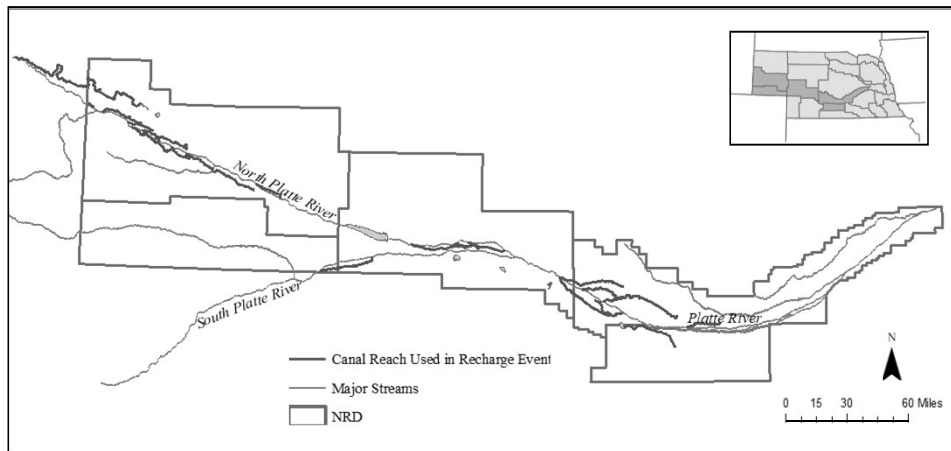 North Platte River
South Platte River
Platte River
Canal Reach Used in Recharge Event
Major Streams
NRD
N
0 15 30 60 Miles